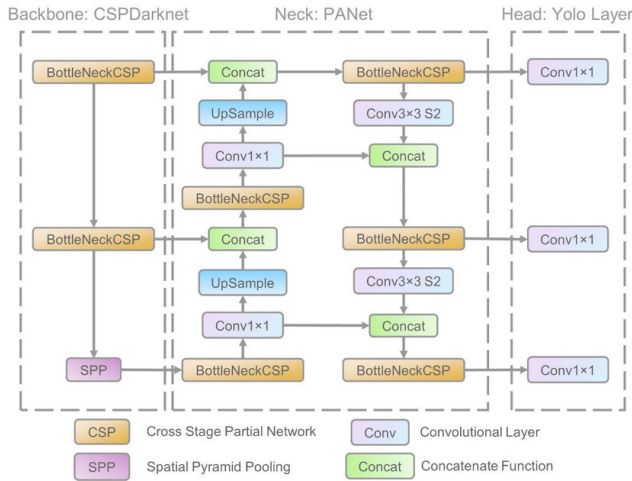 Backbone: CSPDarknet Neck: PANet Head: Yolo Layer
BottleNeckCSP Concat BottleNeckCSP Conv1×1
UpSample Conv3×3 S2
Conv1×1 Concat
BottleNeckCSP
BottleNeckCSP Concat BottleNeckCSP Conv1×1
UpSample Conv3×3 S2
Conv1×1 Concat
SPP BottleNeckCSP BottleNeckCSP Conv1×1
CSP Cross Stage Partial Network Conv Convolutional Layer
SPP Spatial Pyramid Pooling Concat Concatenate Function